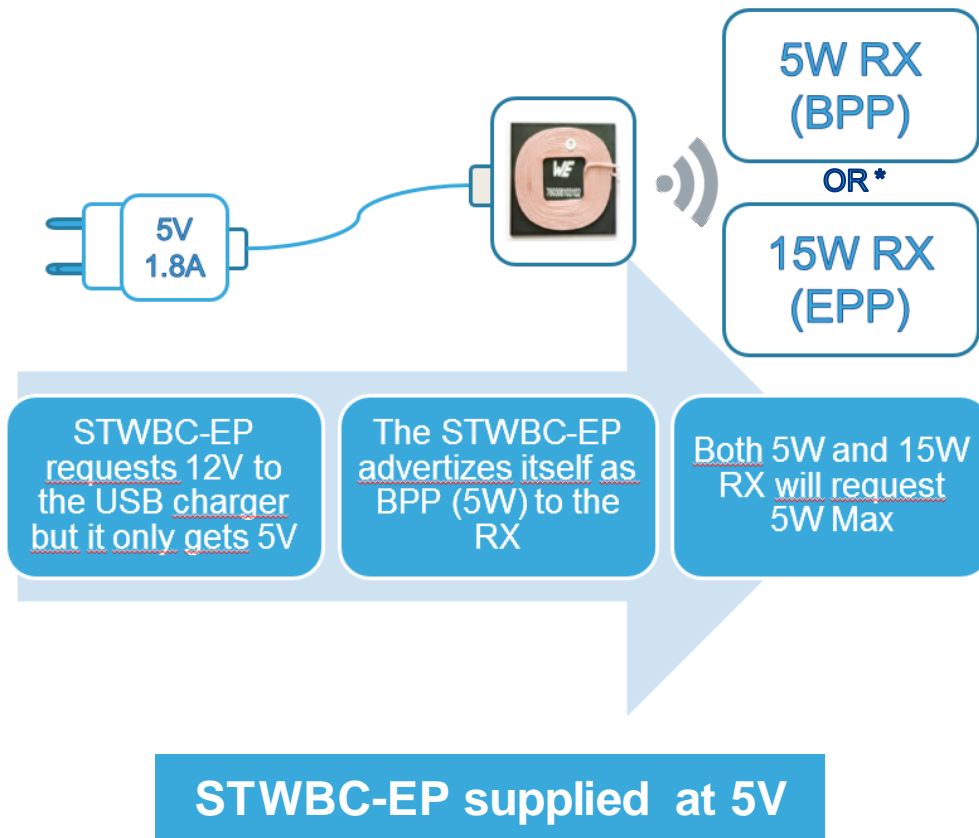 5W RX
(BPP)
OR *
15W RX
(EPP)
5V
1.8A
WE
STWBC-EP
requests 12V to
the USB charger
but it only gets 5V
The STWBC-EP
advertizes itself as
BPP (5W) to the
RX
Both 5W and 15W
RX will request
5W Max
STWBC-EP supplied at 5V